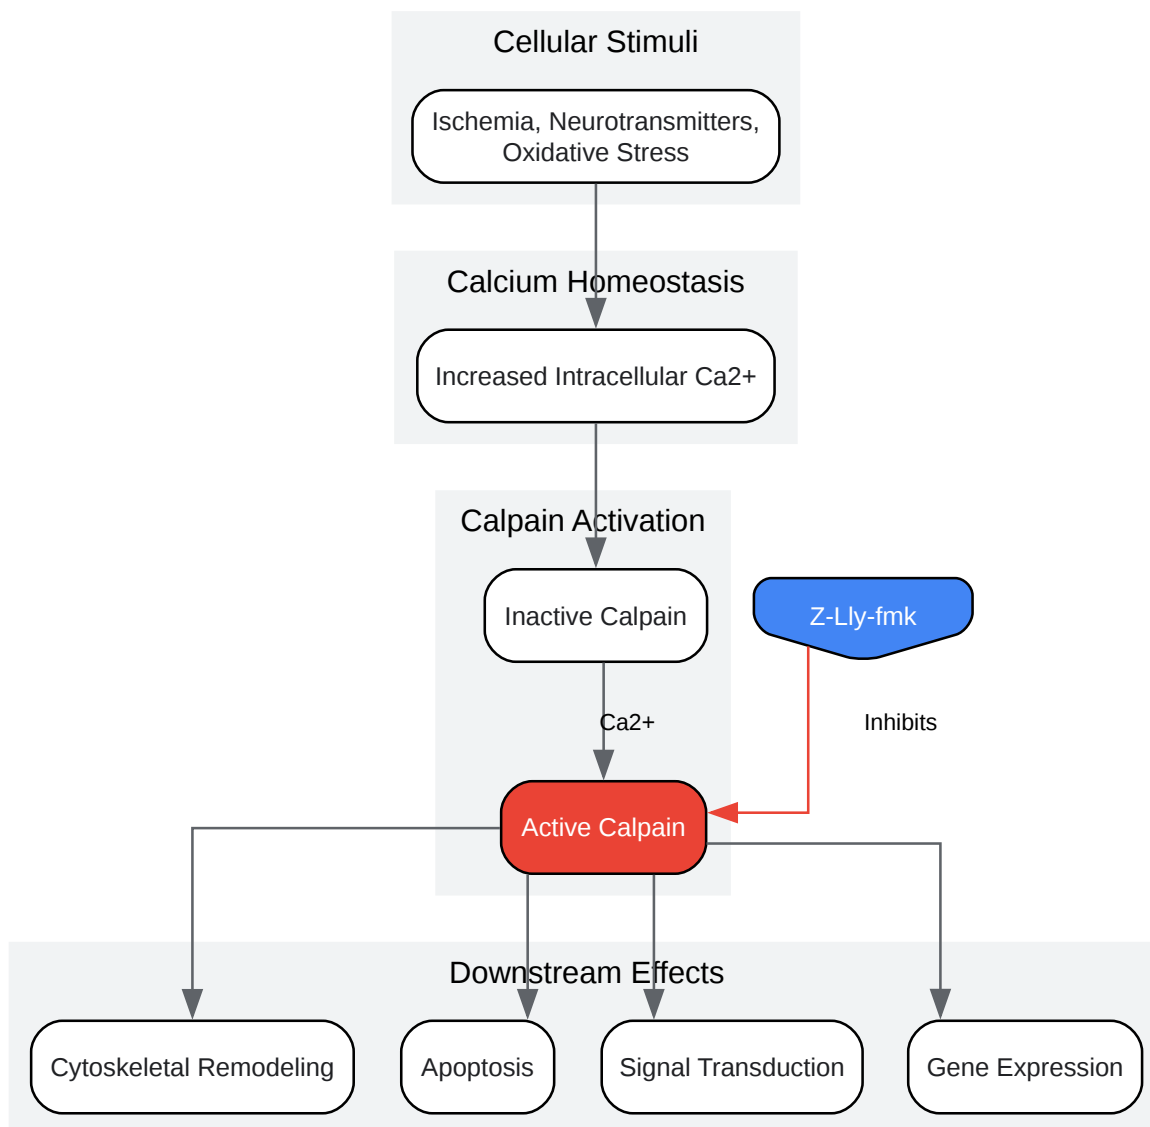 Cellular Stimuli
Ischemia, Neurotransmitters,
Oxidative Stress
Calcium Homeostasis
Increased Intracellular Ca2+
Calpain Activation
Inactive Calpain
Z-Lly-fmk
Ca2+
Inhibits
Active Calpain
Downstream Effects
Cytoskeletal Remodeling
Apoptosis
Signal Transduction
Gene Expression